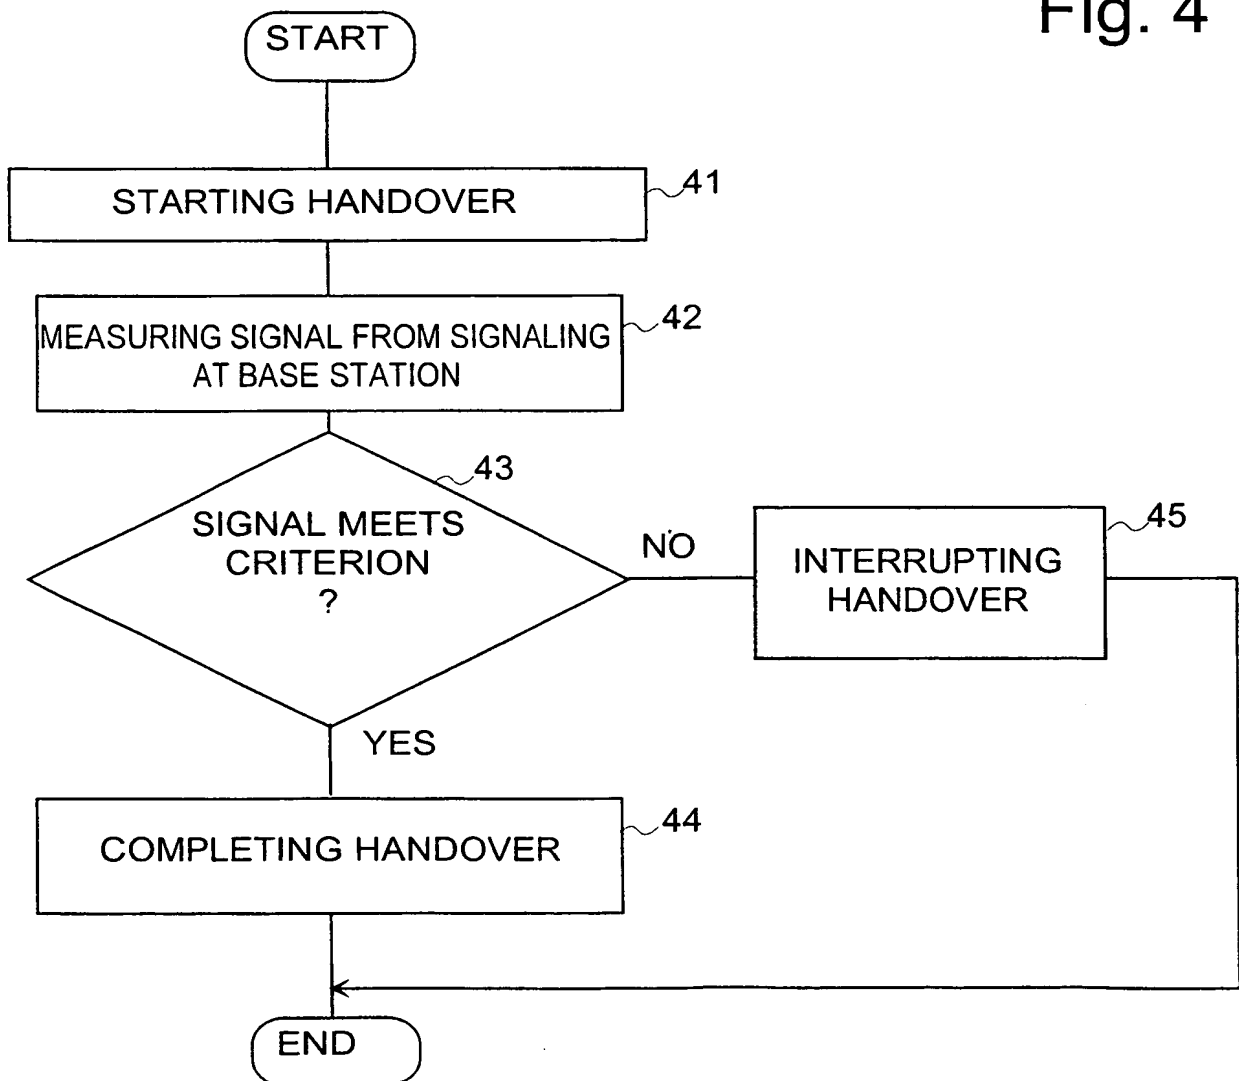 Fig. 4
START
STARTING HANDOVER
41
MEASURING SIGNAL FROM SIGNALING
AT BASE STATION
42
43
SIGNAL MEETS
CRITERION
?
NO
45
INTERRUPTING
HANDOVER
YES
COMPLETING HANDOVER
44
END